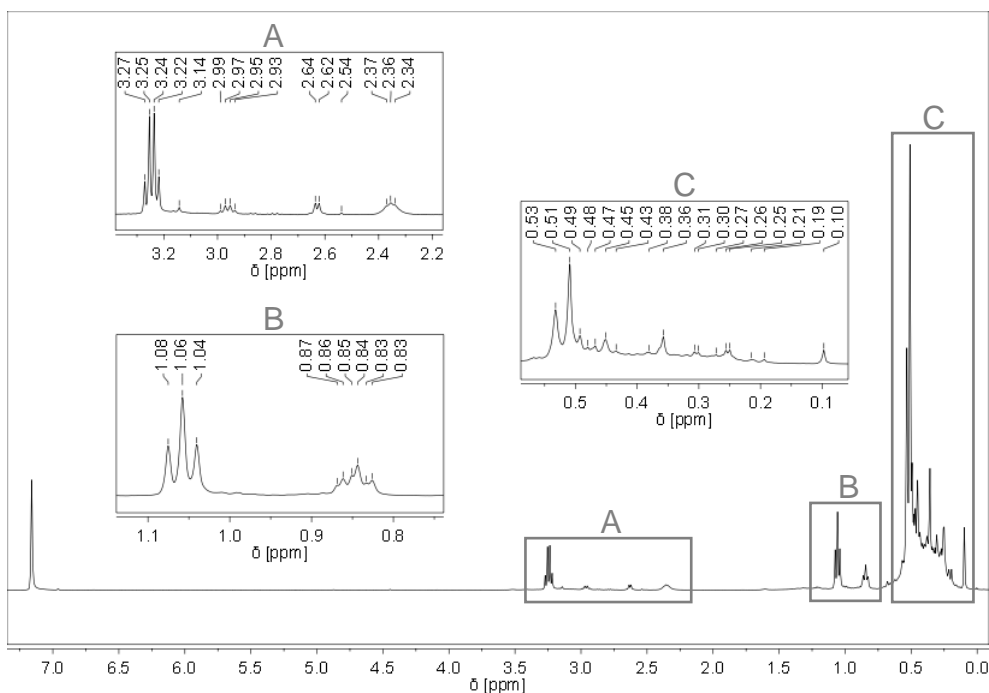 A
3.27 3.25 3.24 3.22 3.14 2.99 2.97 2.95 2.93 2.64 2.62 2.54 2.37 2.36 2.34
3.2 3.0 2.8 2.6 2.4 2.2
δ [ppm]
C
C
0.53 0.51 0.49 0.48 0.47 0.45 0.43 0.38 0.36 0.31 0.30 0.27 0.26 0.25 0.21 0.19 0.10
0.5 0.4 0.3 0.2 0.1
δ [ppm]
B
1.08 1.06 1.04 0.87 0.86 0.85 0.84 0.83 0.83
1.1 1.0 0.9 0.8
δ [ppm]
A
B
7.0 6.5 6.0 5.5 5.0 4.5 4.0 3.5 3.0 2.5 2.0 1.5 1.0 0.5 0.0
δ [ppm]